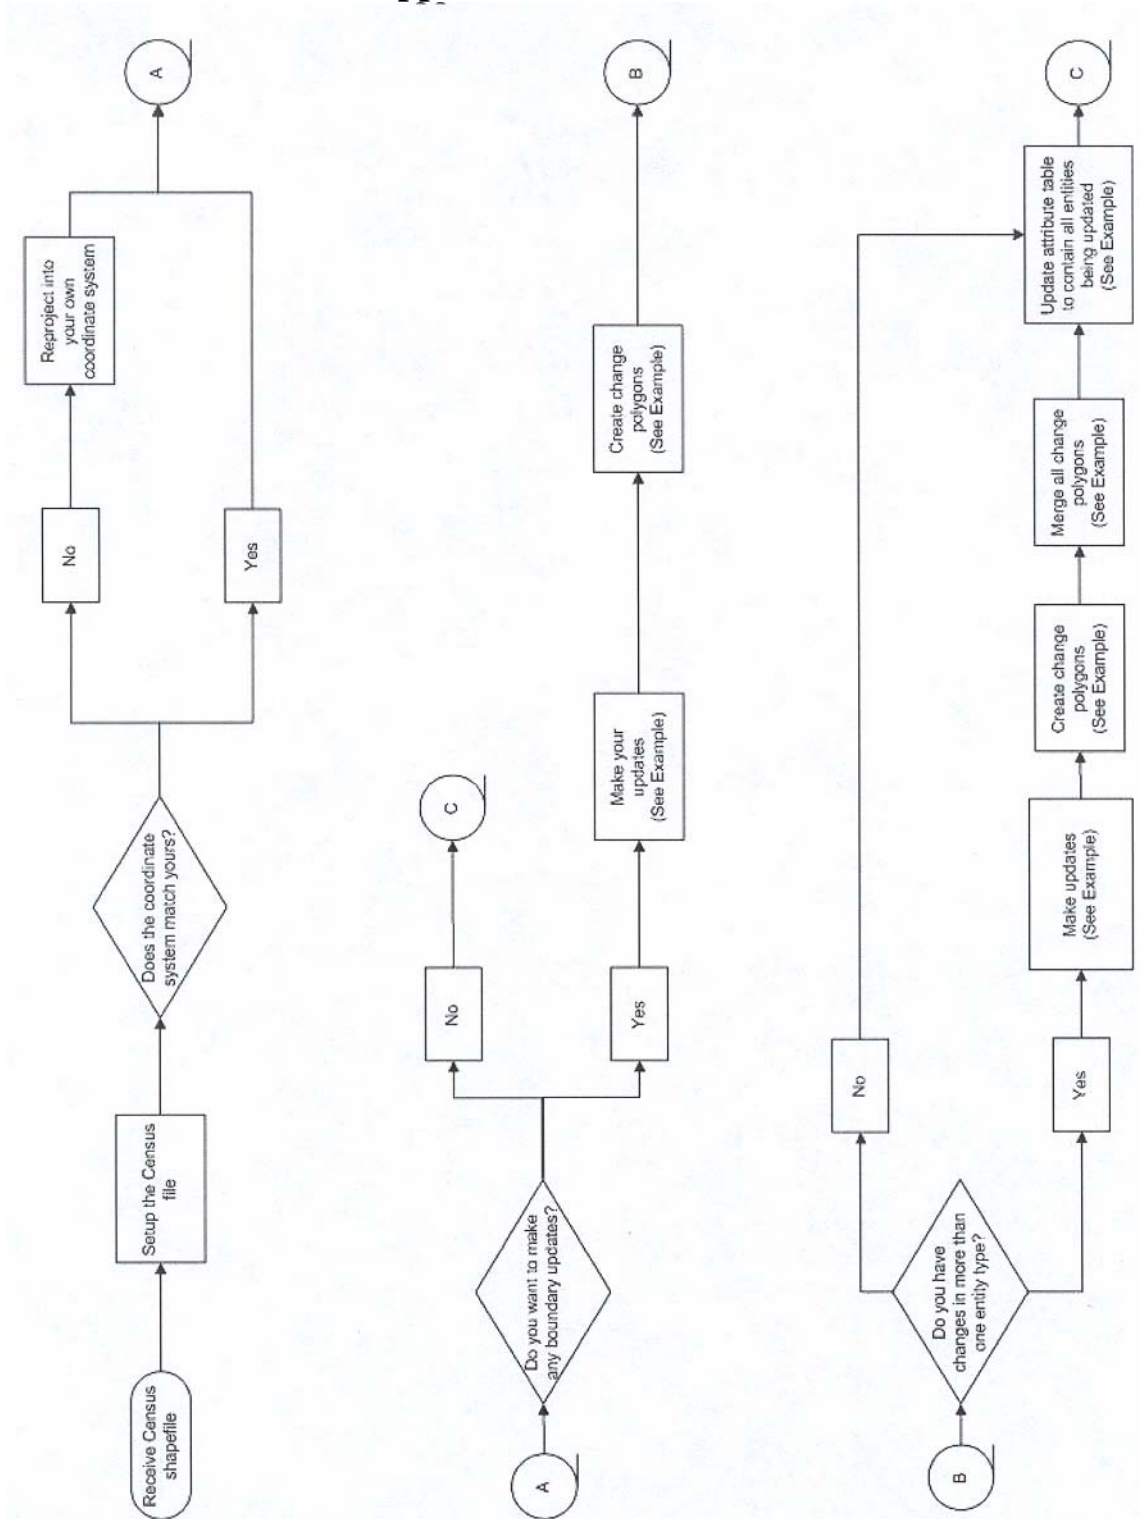 Receive Census
shapefile
Setup the Census
file
Does the coordinate
system match yours?
No
Yes
Reproject into
your own
coordinate system
A
A
Do you want to make
any boundary updates?
No
Yes
C
Make your
updates
(See Example)
Create change
polygons
(See Example)
B
B
Do you have
changes in more than
one entity type?
No
Yes
Make updates
(See Example)
Create change
polygons
(See Example)
Merge all change
polygons
(See Example)
Update attribute table
to contain all entities
being updated
(See Example)
C